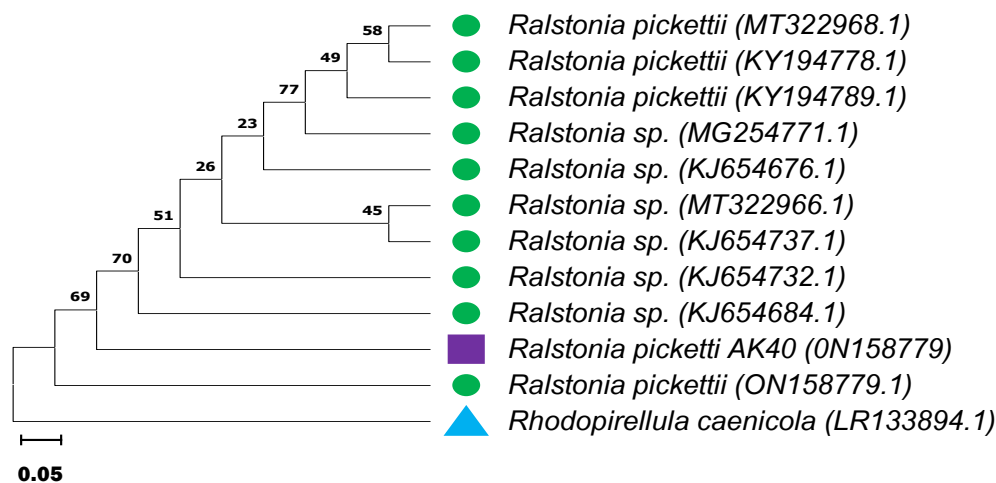 58
Ralstonia pickettii (MT322968.1)
Ralstonia pickettii (KY194778.1)
49
Ralstonia pickettii (KY194789.1)
77
Ralstonia sp. (MG254771.1)
23
Ralstonia sp. (KJ654676.1)
26
Ralstonia sp. (MT322966.1)
45
51
Ralstonia sp. (KJ654737.1)
Ralstonia sp. (KJ654732.1)
70
Ralstonia sp. (KJ654684.1)
69
Ralstonia picketti AK40 (0N158779)
Ralstonia pickettii (ON158779.1)
Rhodopirellula caenicola (LR133894.1)
0.05